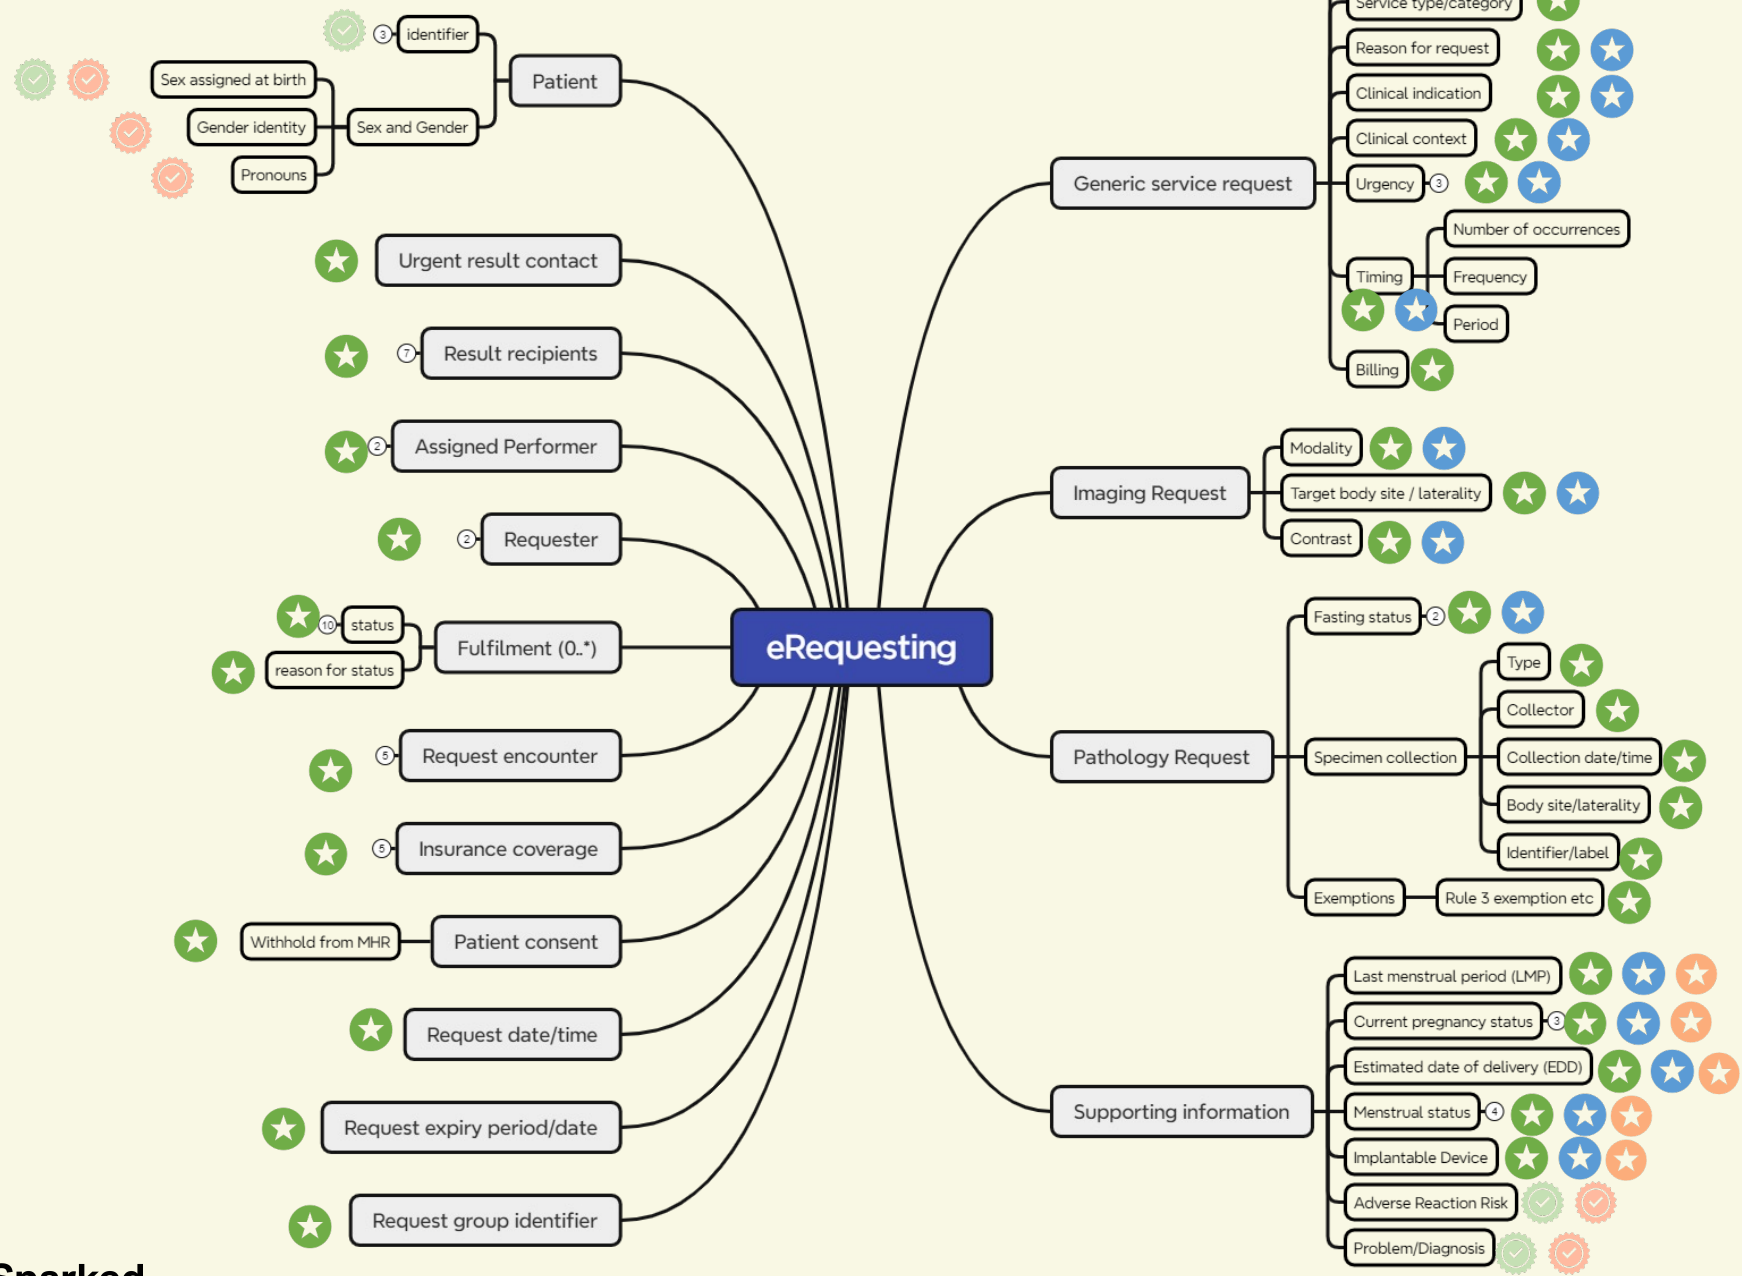 identifier
3
Sex assigned at birth
Gender identity
Pronouns
Sex and Gender
Patient
Urgent result contact
7
Result recipients
2
Assigned Performer
2
Requester
10
status
reason for status
Fulfilment (0..*)
5
Request encounter
5
Insurance coverage
Withhold from MHR
Patient consent
Request date/time
Request expiry period/date
Request group identifier
eRequesting
Generic service request
Service type/category
Reason for request
Clinical indication
Clinical context
Urgency
3
Timing
Number of occurrences
Frequency
Period
Billing
Imaging Request
Modality
Target body site / laterality
Contrast
Pathology Request
Fasting status
2
Specimen collection
Type
Collector
Collection date/time
Body site/laterality
Identifier/label
Exemptions
Rule 3 exemption etc
Supporting information
Last menstrual period (LMP)
Current pregnancy status
3
Estimated date of delivery (EDD)
Menstrual status
4
Implantable Device
Adverse Reaction Risk
Problem/Diagnosis
Sparked